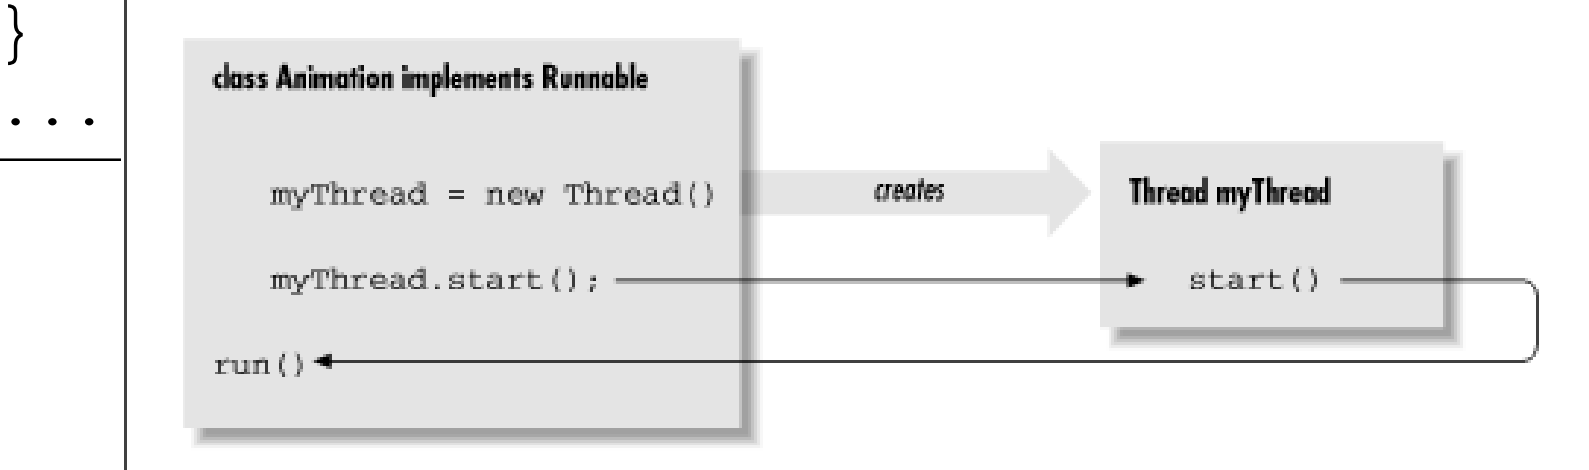 }
...
class Animation implements Runnable
myThread = new Thread()
creates
Thread myThread
myThread.start();
start()
run()